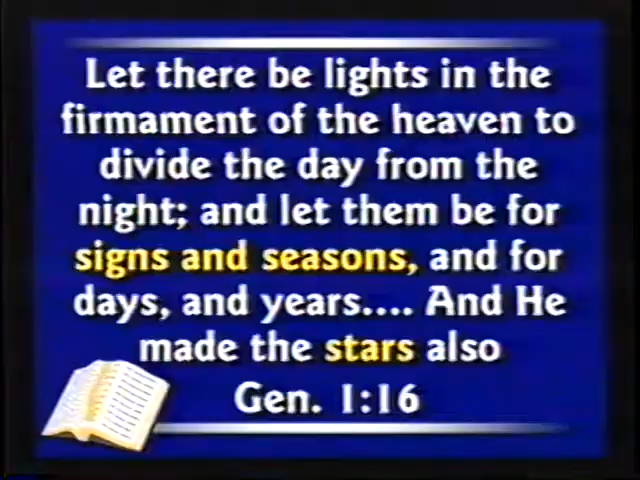 Let there be lights in the
firmament of the heaven to
divide the day from the
night; and let them be for
signs and seasons, and for
days, and years.... And He
made the stars also
Gen. 1:16